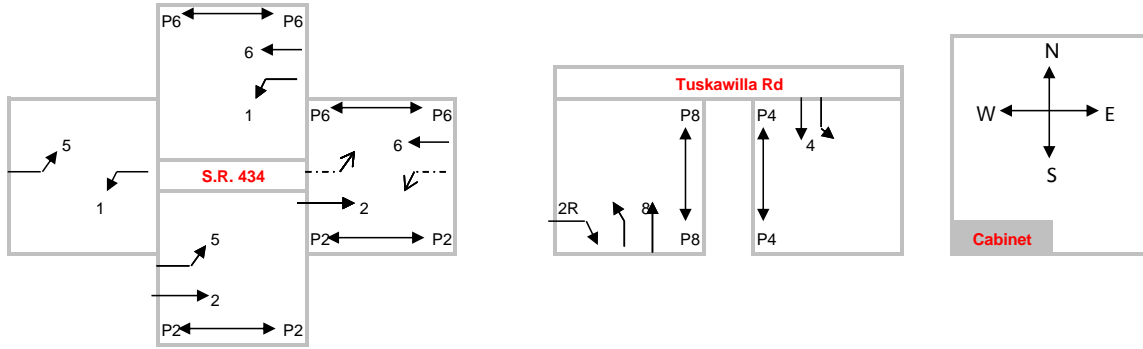 P6 P6
6
1
5
1
S.R. 434
5
2
P2 P2
P6 P6
6
2
P2 P2
Tuskawilla Rd
P8 P4
4
2R 8
P8 P4
N
W E
S
Cabinet